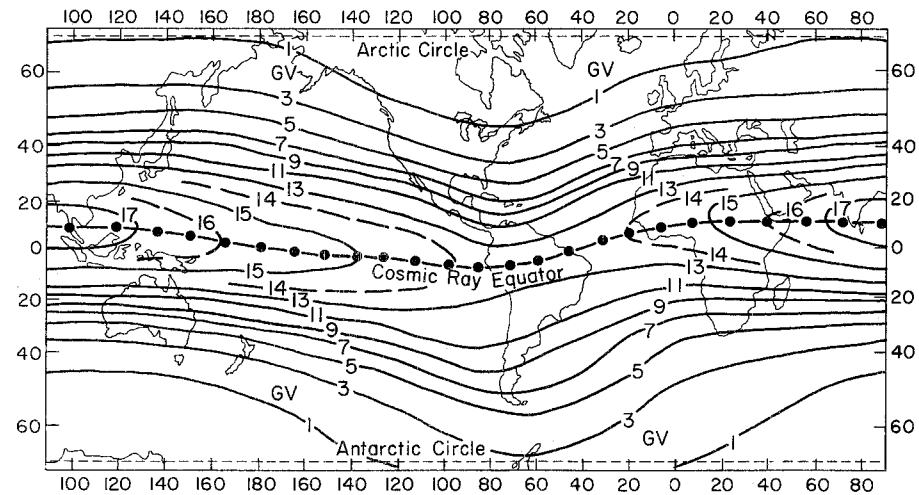 100 120 140 160 180 160 140 120 100 80 60 40 20 0 20 40 60 80
1 Arctic Circle
60 GV GV 60
3 1
5 3
40 7 5 40
9 7
11 9
13 11
20 14 13 14 20
17 16 15 15 16 17
0 14 0
15 Cosmic Ray Equator 13
14 11
20 13 9 20
11 7
9
40 7 5 40
5
GV 3 3
60 1 GV 1 60
Antarctic Circle
100 120 140 160 180 160 140 120 100 80 60 40 20 0 20 40 60 80